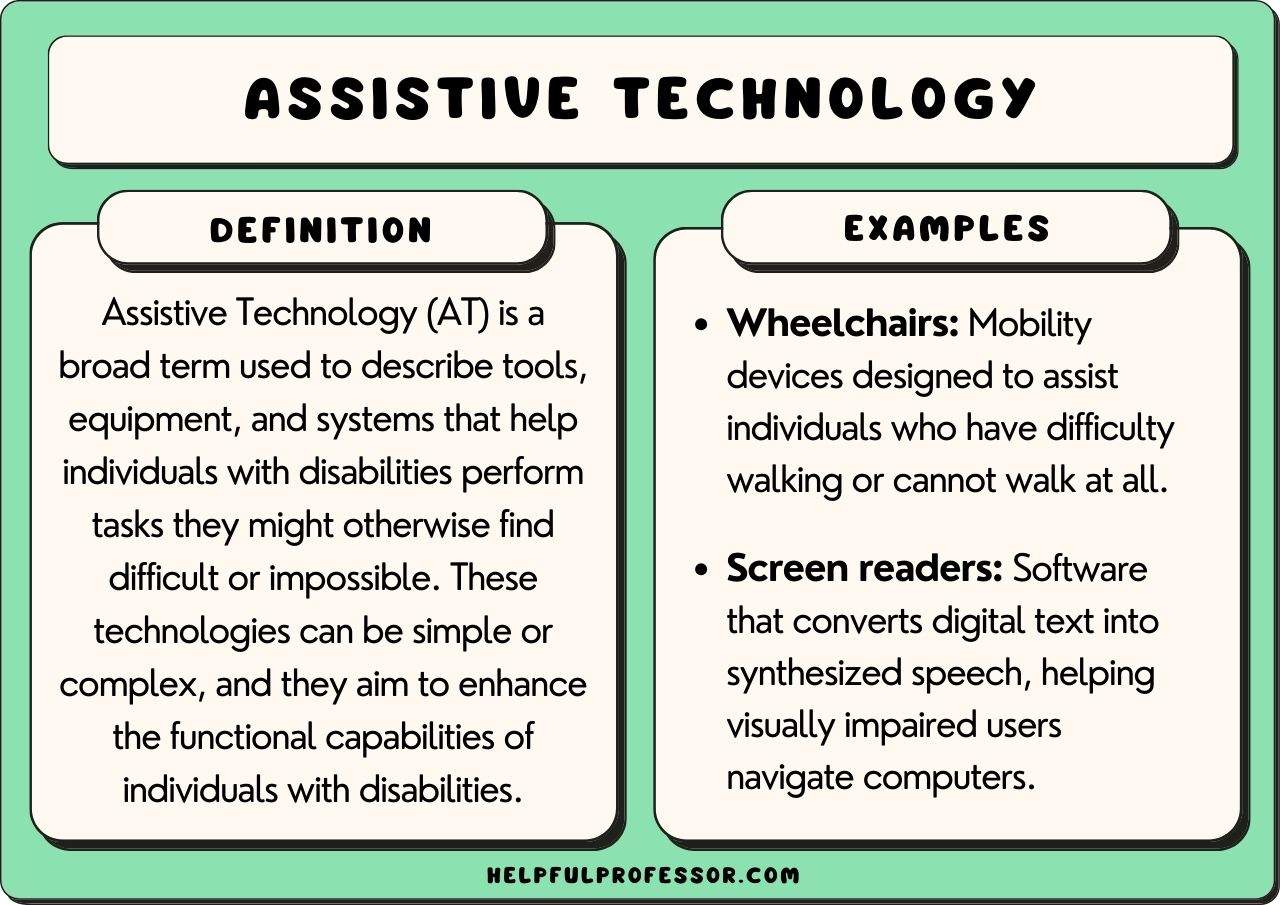 ASSISTIVE TECHNOLOGY
DEFINITION
Assistive Technology (AT) is a
broad term used to describe tools,
equipment, and systems that help
individuals with disabilities perform
tasks they might otherwise find
difficult or impossible. These
technologies can be simple or
complex, and they aim to enhance
the functional capabilities of
individuals with disabilities.
EXAMPLES
• Wheelchairs: Mobility
devices designed to assist
individuals who have difficulty
walking or cannot walk at all.
• Screen readers: Software
that converts digital text into
synthesized speech, helping
visually impaired users
navigate computers.
HELPFULPROFESSOR.COM